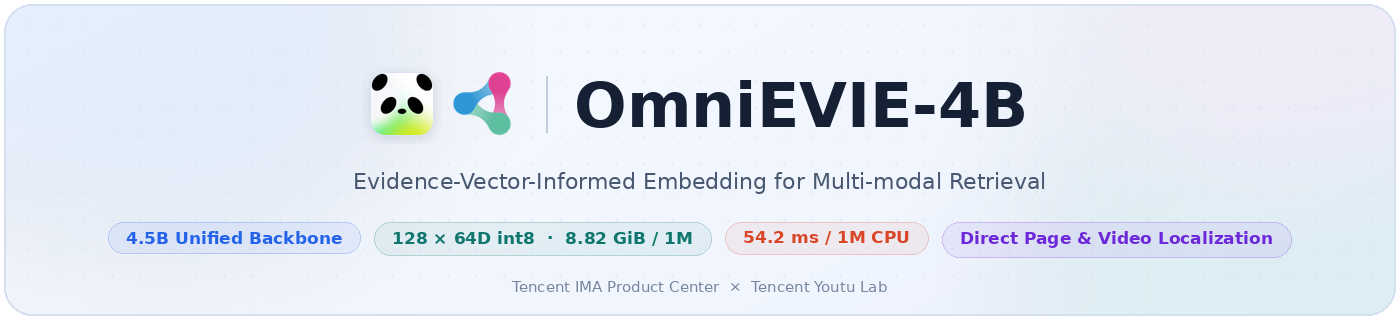 OmniEVIE-4B
Evidence-Vector-Informed Embedding for Multi-modal Retrieval
4.5B Unified Backbone 128 × 64D int8 · 8.82 GiB / 1M 54.2 ms / 1M CPU Direct Page & Video Localization
Tencent IMA Product Center × Tencent Youtu Lab